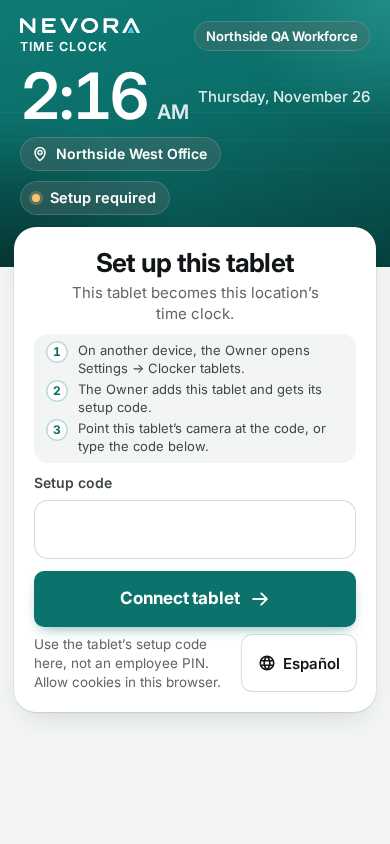 NEVORA
TIME CLOCK
Northside QA Workforce
2:16 AM
Thursday, November 26
Northside West Office
Setup required
Set up this tablet
This tablet becomes this location’s
time clock.
1 On another device, the Owner opens
Settings → Clocker tablets.
2 The Owner adds this tablet and gets its
setup code.
3 Point this tablet’s camera at the code, or
type the code below.
Setup code
Connect tablet →
Use the tablet’s setup code
here, not an employee PIN.
Allow cookies in this browser.
Español